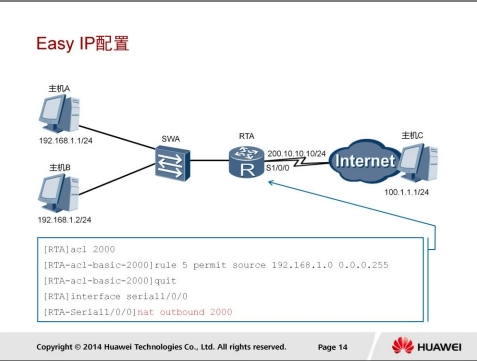 Easy IP配置
主机A
192.168.1.1/24
主机B
192.168.1.2/24
SWA
RTA
R
200.10.10.10/24
S1/0/0
Internet
主机C
100.1.1.1/24
[RTA]acl 2000
[RTA-acl-basic-2000]rule 5 permit source 192.168.1.0 0.0.0.255
[RTA-acl-basic-2000]quit
[RTA]interface serial1/0/0
[RTA-Serial1/0/0]nat outbound 2000
Copyright © 2014 Huawei Technologies Co., Ltd. All rights reserved.
Page 14
HUAWEI